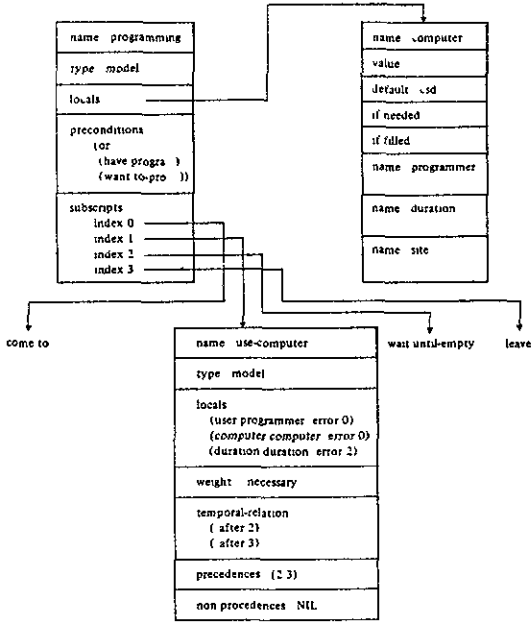 name programming
type model
locals
preconditions
(or
(have progra )
(want to-pro ))
subscripts
index 0
index 1
index 2
index 3
name computer
value
default csd
if needed
if filled
name programmer
name duration
name site
come to
wait until-empty
leave
name use-computer
type model
locals
(user programmer error 0)
(computer computer error 0)
(duration duration error 2)
weight necessary
temporal-relation
( after 2)
( after 3)
precedences (2 3)
non procedences NIL